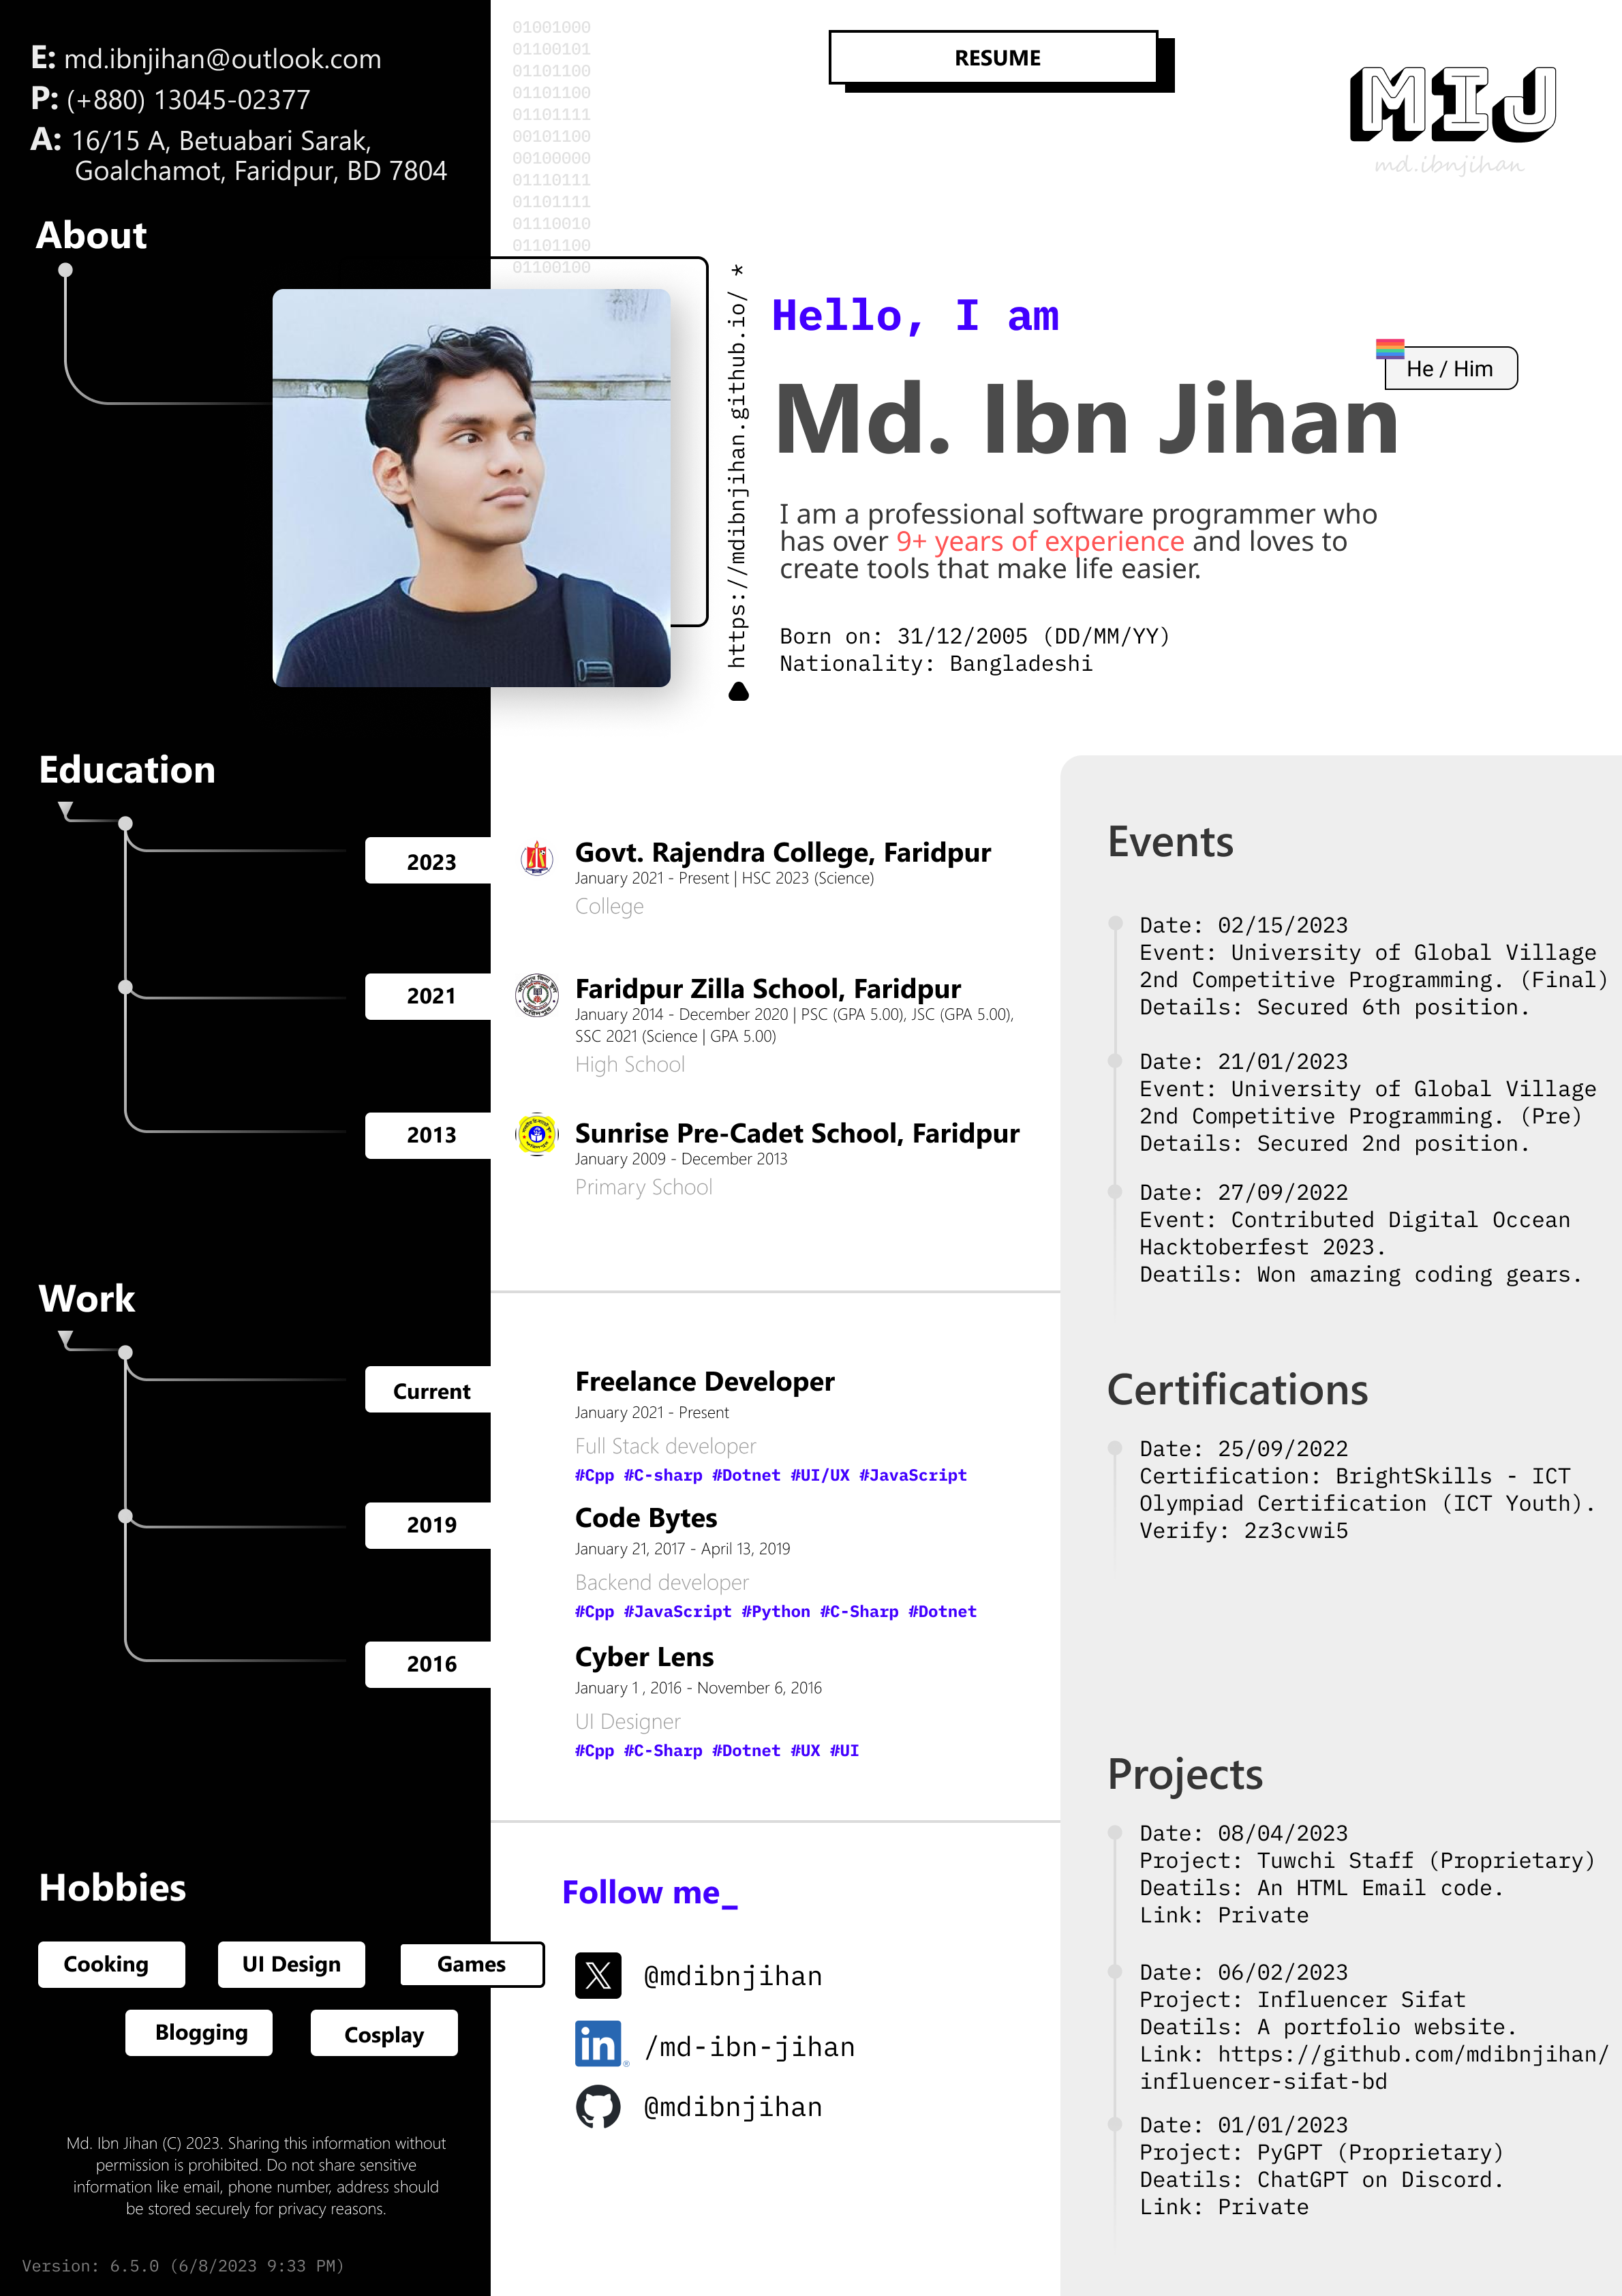 E: md.ibnjihan@outlook.com
P: (+880) 13045-02377
A: 16/15 A, Betuabari Sarak,
Goalchamot, Faridpur, BD 7804
01001000
01100101
01101100
01101100
01101111
00101100
00100000
01110111
01101111
01110010
01101100
01100100
RESUME
MIJ
md.ibnjihan
About
https://mdibnjihan.github.io/ *
Hello, I am
He / Him
Md. Ibn Jihan
I am a professional software programmer who
has over 9+ years of experience and loves to
create tools that make life easier.
Born on: 31/12/2005 (DD/MM/YY)
Nationality: Bangladeshi
Education
2023
Govt. Rajendra College, Faridpur
January 2021 - Present | HSC 2023 (Science)
College
2021
Faridpur Zilla School, Faridpur
January 2014 - December 2020 | PSC (GPA 5.00), JSC (GPA 5.00),
SSC 2021 (Science | GPA 5.00)
High School
2013
Sunrise Pre-Cadet School, Faridpur
January 2009 - December 2013
Primary School
Work
Current
Freelance Developer
January 2021 - Present
Full Stack developer
#Cpp #C-sharp #Dotnet #UI/UX #JavaScript
2019
Code Bytes
January 21, 2017 - April 13, 2019
Backend developer
#Cpp #JavaScript #Python #C-Sharp #Dotnet
2016
Cyber Lens
January 1 , 2016 - November 6, 2016
UI Designer
#Cpp #C-Sharp #Dotnet #UX #UI
Events
Date: 02/15/2023
Event: University of Global Village
2nd Competitive Programming. (Final)
Details: Secured 6th position.
Date: 21/01/2023
Event: University of Global Village
2nd Competitive Programming. (Pre)
Details: Secured 2nd position.
Date: 27/09/2022
Event: Contributed Digital Occean
Hacktoberfest 2023.
Deatils: Won amazing coding gears.
Certifications
Date: 25/09/2022
Certification: BrightSkills - ICT
Olympiad Certification (ICT Youth).
Verify: 2z3cvwi5
Projects
Date: 08/04/2023
Project: Tuwchi Staff (Proprietary)
Deatils: An HTML Email code.
Link: Private
Date: 06/02/2023
Project: Influencer Sifat
Deatils: A portfolio website.
Link: https://github.com/mdibnjihan/
influencer-sifat-bd
Date: 01/01/2023
Project: PyGPT (Proprietary)
Deatils: ChatGPT on Discord.
Link: Private
Hobbies
Cooking
UI Design
Games
Blogging
Cosplay
Follow me_
@mdibnjihan
in
/md-ibn-jihan
@mdibnjihan
Md. Ibn Jihan (C) 2023. Sharing this information without
permission is prohibited. Do not share sensitive
information like email, phone number, address should
be stored securely for privacy reasons.
Version: 6.5.0 (6/8/2023 9:33 PM)